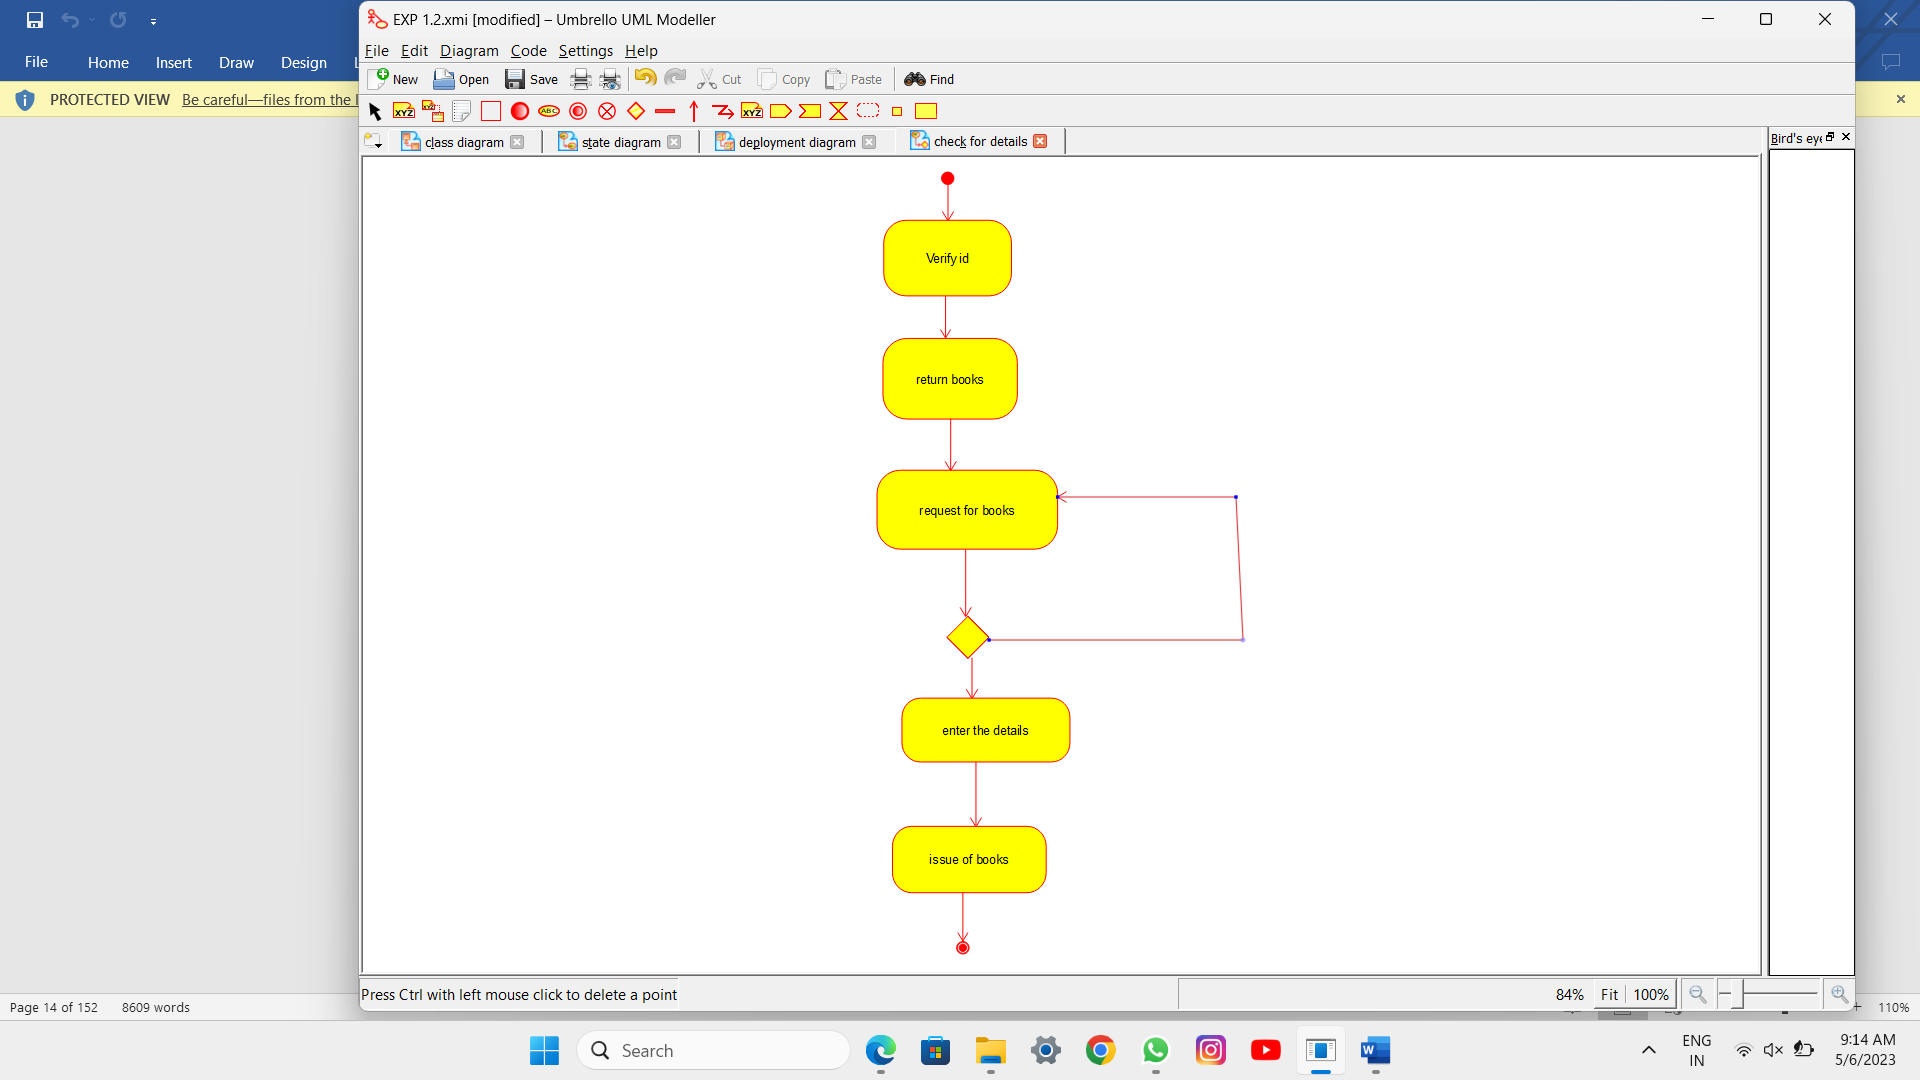 EXP 1.2.xmi [modified] – Umbrello UML Modeller
File Edit Diagram Code Settings Help
New Open Save Cut Copy Paste Find
XYZ XYZ ABC XYZ
File Home Insert Draw Design
PROTECTED VIEW Be careful—files from the
class diagram state diagram deployment diagram check for details
Bird's eye
Verify id
return books
request for books
enter the details
issue of books
Press Ctrl with left mouse click to delete a point
84% Fit 100%
Page 14 of 152 8609 words
110%
Search
W
ENG
IN
9:14 AM
5/6/2023